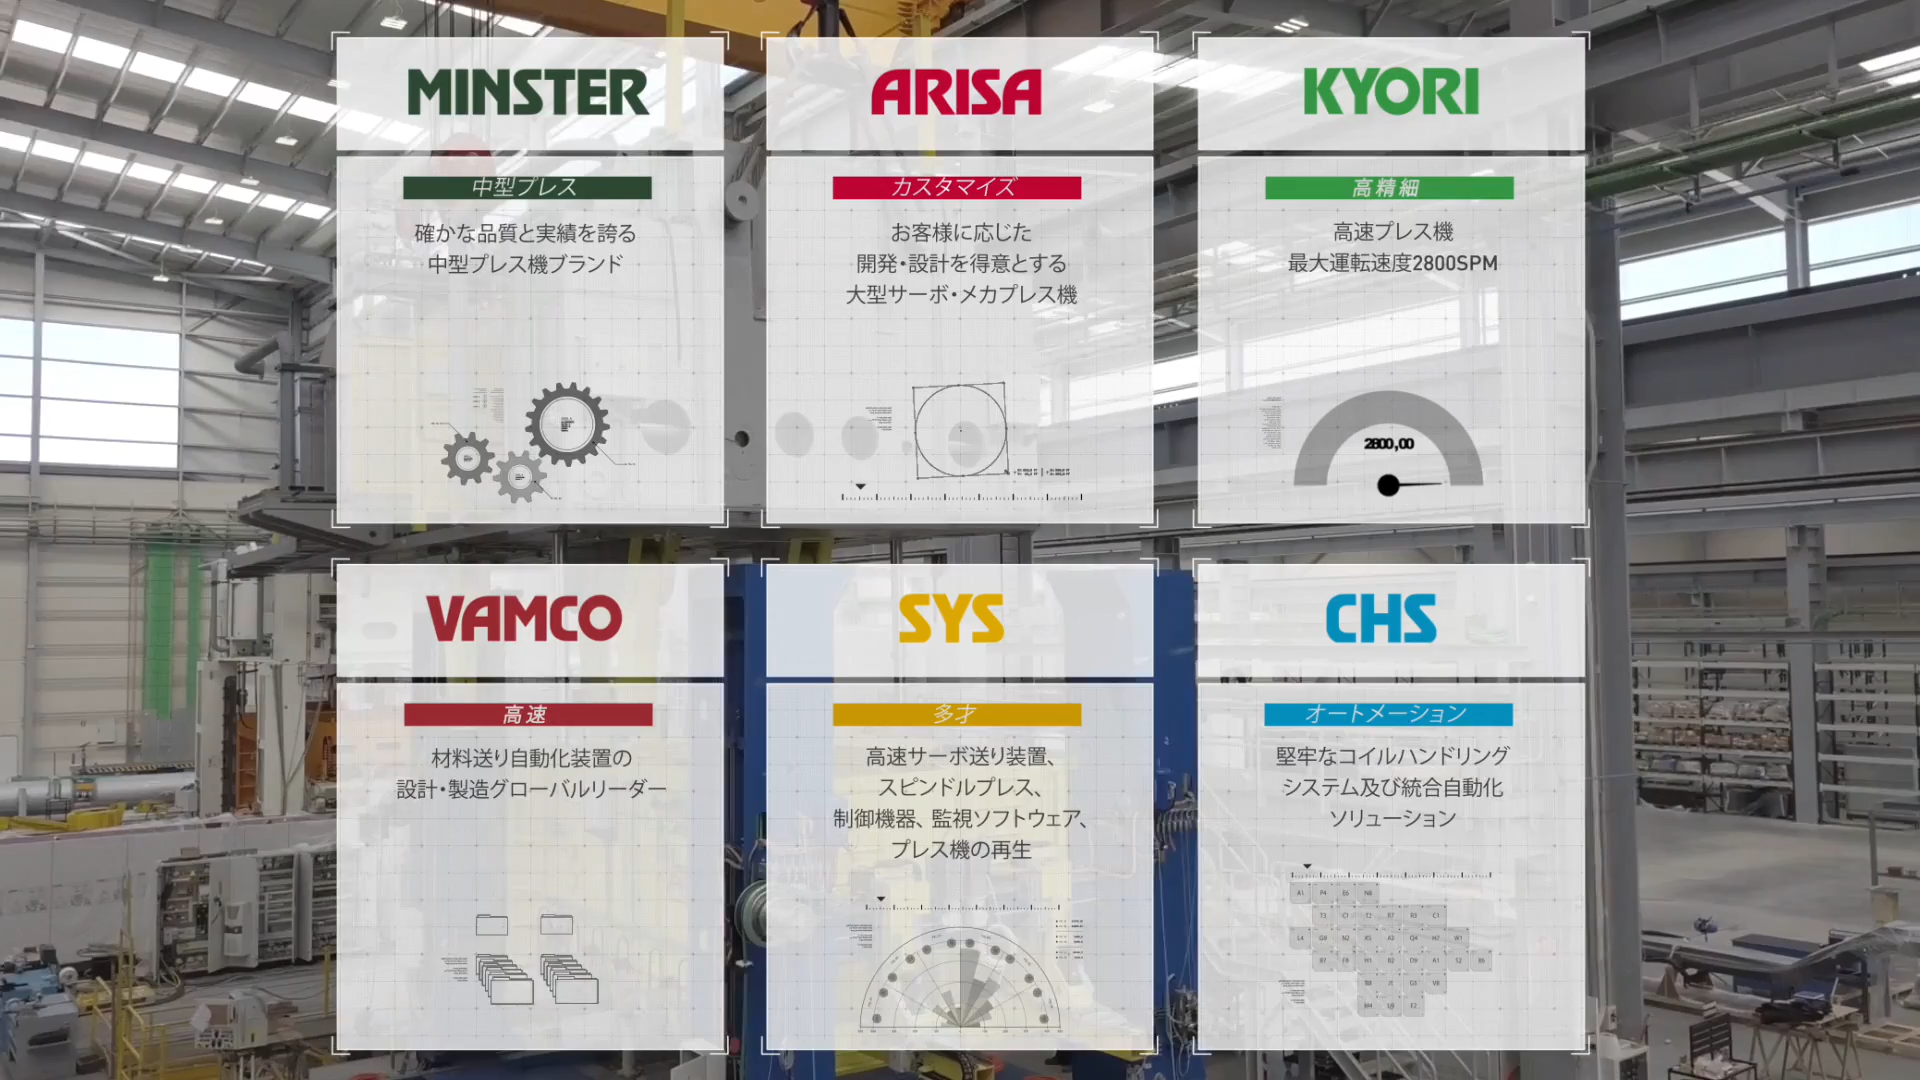 MINSTER
中型プレス
確かな品質と実績を誇る
中型プレス機ブランド
ARISA
カスタマイズ
お客様に応じた
開発・設計を得意とする
大型サーボ・メカプレス機
KYORI
高精細
高速プレス機
最大運転速度2800SPM
2800,00
VAMCO
高速
材料送り自動化装置の
設計・製造グローバルリーダー
SYS
多才
高速サーボ送り装置、
スピンドルプレス、
制御機器、監視ソフトウェア、
プレス機の再生
CHS
オートメーション
堅牢なコイルハンドリング
システム及び統合自動化
ソリューション